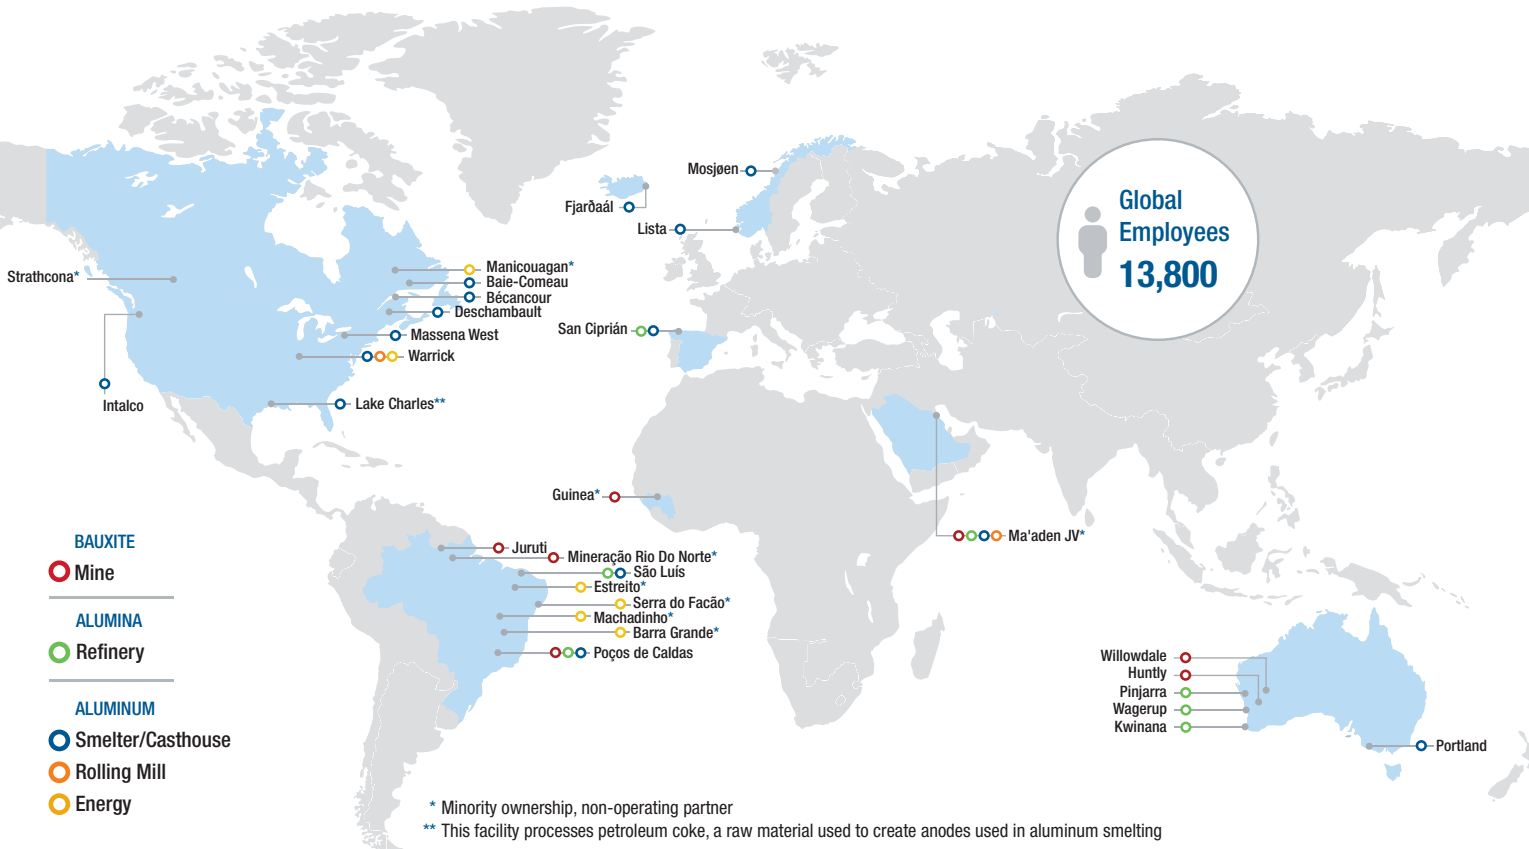 Mosjøen
Fjarðaál
Lista
Global
Employees
13,800
Strathcona*
Manicouagan*
Baie-Comeau
Bécancour
Deschambault
Massena West
Warrick
Intalco
Lake Charles**
San Ciprián
Guinea*
Ma'aden JV*
Juruti
Mineração Rio Do Norte*
São Luís
Estreito*
Serra do Facão*
Machadinho*
Barra Grande*
Poços de Caldas
Willowdale
Huntly
Pinjarra
Wagerup
Kwinana
Portland
BAUXITE
Mine
ALUMINA
Refinery
ALUMINUM
Smelter/Casthouse
Rolling Mill
Energy
* Minority ownership, non-operating partner
** This facility processes petroleum coke, a raw material used to create anodes used in aluminum smelting